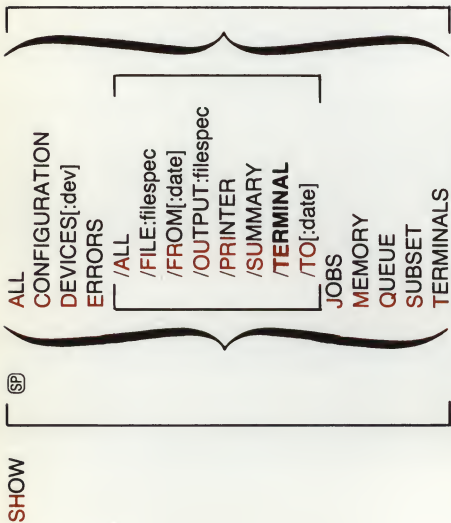 SHOW
SP
ALL
CONFIGURATION
DEVICES[:dev]
ERRORS
/ALL
/FILE:filespec
/FROM[:date]
/OUTPUT:filespec
/PRINTER
/SUMMARY
/TERMINAL
/TO[:date]
JOBS
MEMORY
QUEUE
SUBSET
TERMINALS